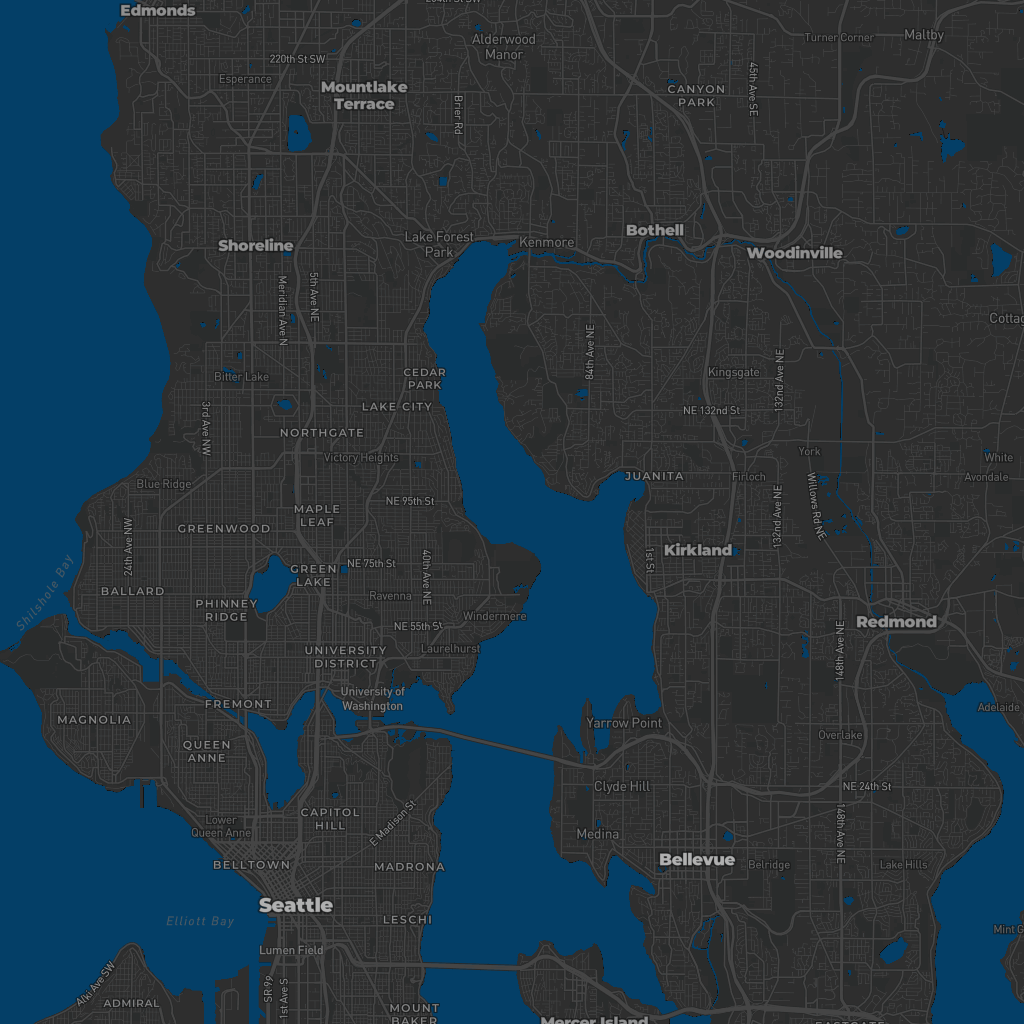 Edmonds
Alderwood
Manor
Turner Corner
Maltby
220th St SW
Esperance
Mountlake
Terrace
Brier Rd
CANYON
PARK
45th Ave SE
Shoreline
Lake Forest
Park
Kenmore
Bothell
Woodinville
Meridian Ave N
5th Ave NE
84th Ave NE
Bitter Lake
CEDAR
PARK
Kingsgate
132nd Ave NE
3rd Ave NW
LAKE CITY
NE 132nd St
NORTHGATE
Victory Heights
York
White
Blue Ridge
JUANITA
Firloch
Avondale
NE 95th St
Willows Rd NE
132nd Ave NE
MAPLE
LEAF
GREENWOOD
24th Ave NW
Kirkland
1st St
Shilshole Bay
GREEN
LAKE
NE 75th St
40th Ave NE
BALLARD
PHINNEY
RIDGE
Ravenna
Windermere
NE 55th St
Redmond
148th Ave NE
UNIVERSITY
DISTRICT
Laurelhurst
University of
Washington
FREMONT
Adelaide
MAGNOLIA
Yarrow Point
Overlake
QUEEN
ANNE
Clyde Hill
NE 24th St
CAPITOL
HILL
Lower
Queen Anne
E Madison St
Medina
148th Ave NE
BELLTOWN
MADRONA
Bellevue
Belridge
Lake Hills
Seattle
Elliott Bay
LESCHI
Mint G
Lumen Field
Alki Ave SW
SR-99
1st Ave S
ADMIRAL
MOUNT
BAKER
Mercer Island